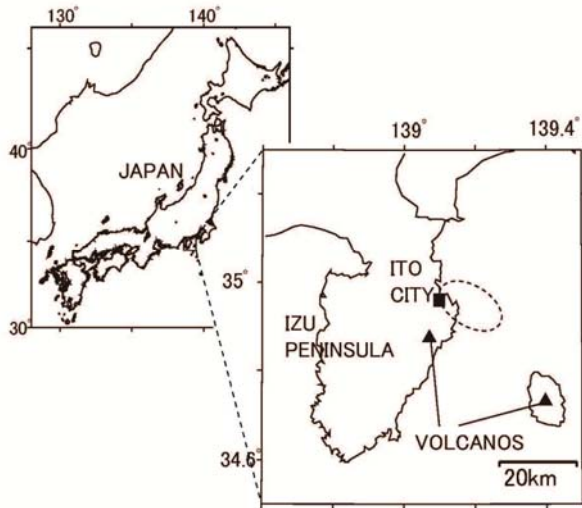 130°
140°
40°
JAPAN
30°
139°
139.4°
35°
ITO
CITY
IZU
PENINSULA
VOLCANOS
34.6°
20km